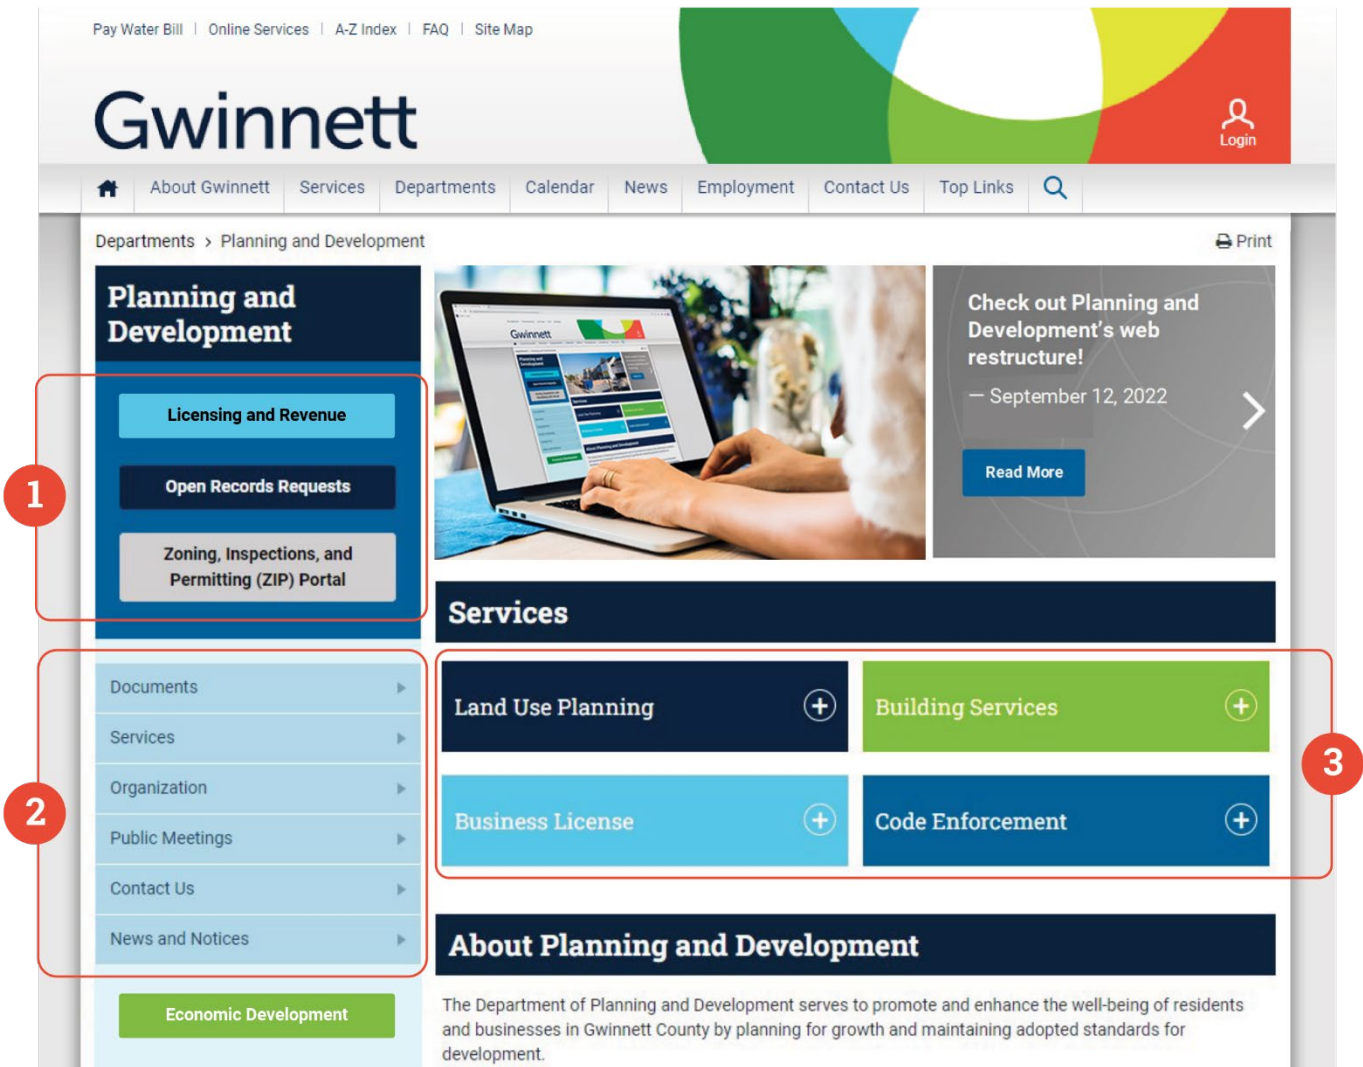 Pay Water Bill | Online Services | A-Z Index | FAQ | Site Map
Gwinnett
Login
About Gwinnett
Services
Departments
Calendar
News
Employment
Contact Us
Top Links
Departments > Planning and Development
Print
Planning and
Development
1
Licensing and Revenue
Open Records Requests
Zoning, Inspections, and
Permitting (ZIP) Portal
Gwinnett
Check out Planning and
Development's web
restructure!
— September 12, 2022
Read More
2
Documents
Services
Organization
Public Meetings
Contact Us
News and Notices
Economic Development
Services
3
Land Use Planning
Building Services
Business License
Code Enforcement
About Planning and Development
The Department of Planning and Development serves to promote and enhance the well-being of residents
and businesses in Gwinnett County by planning for growth and maintaining adopted standards for
development.